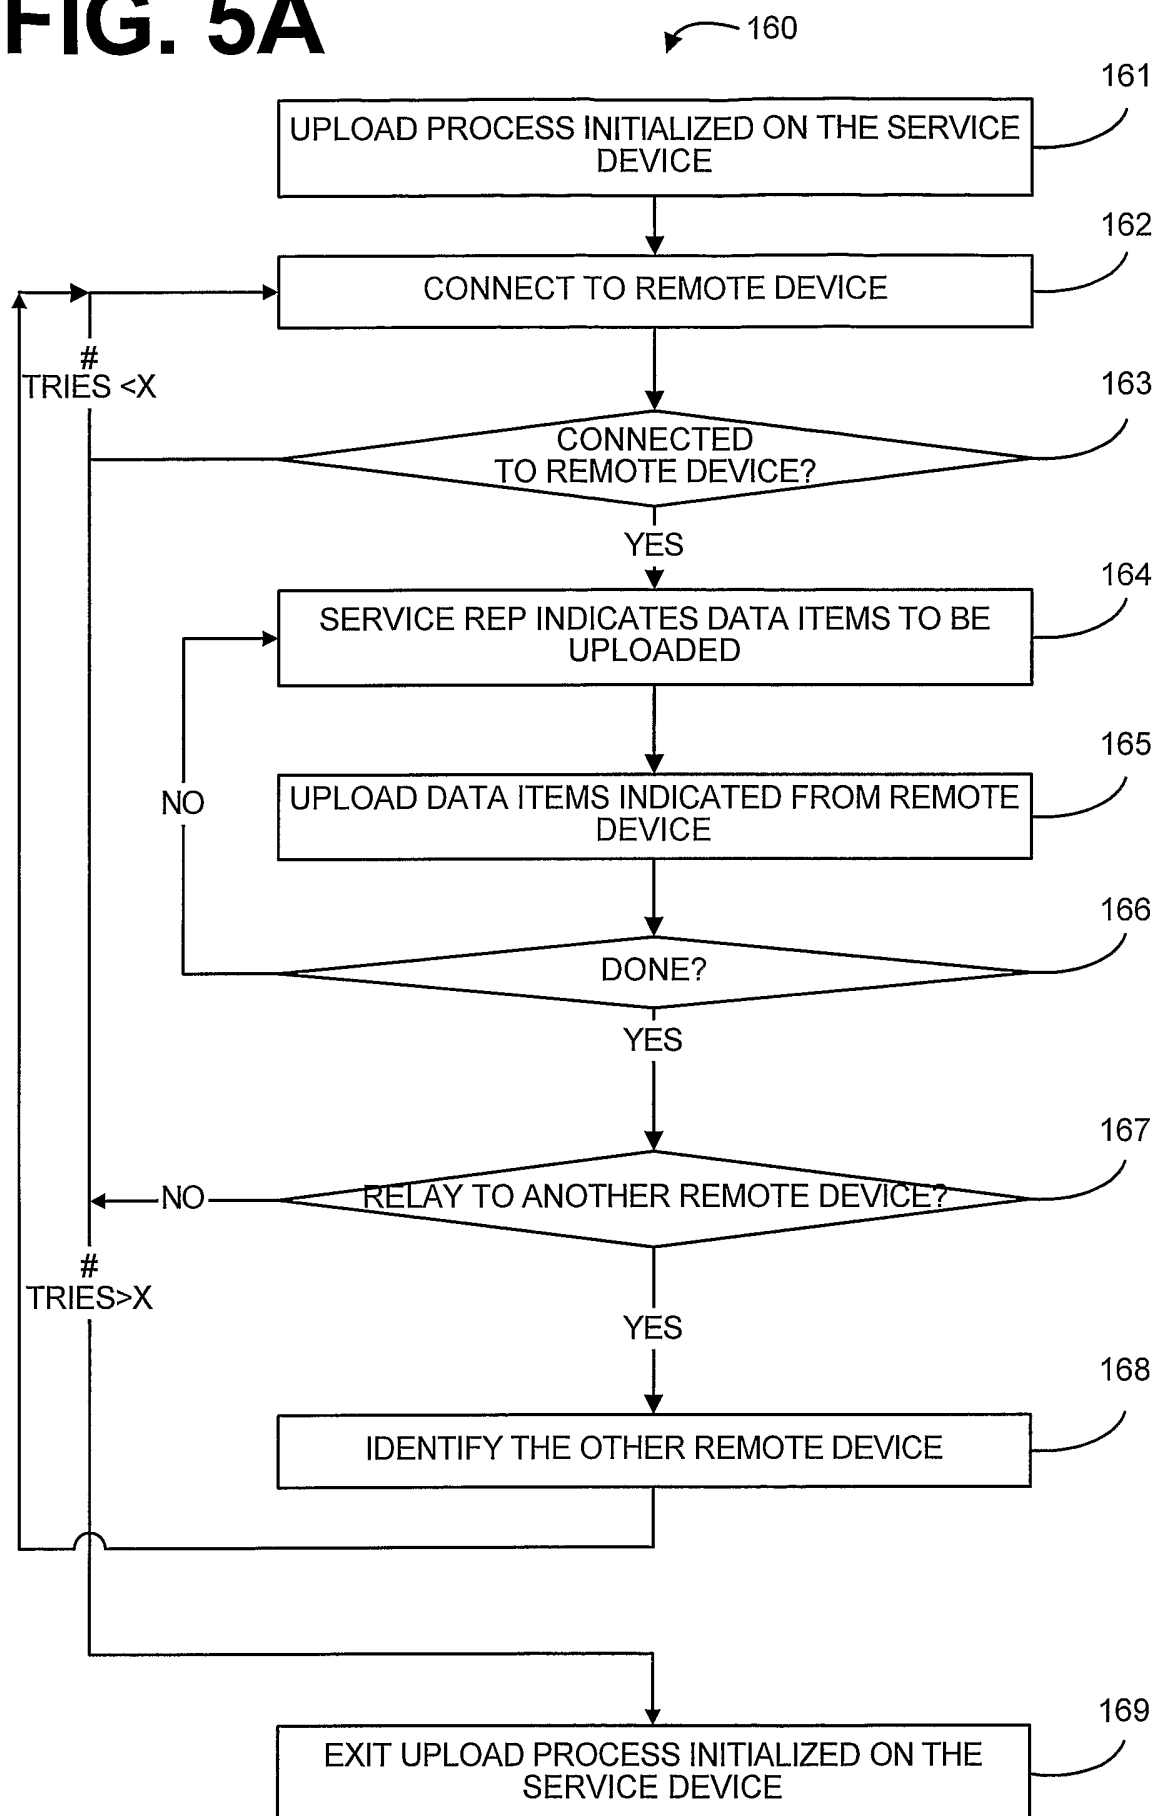 FIG. 5A
160
161
UPLOAD PROCESS INITIALIZED ON THE SERVICE
DEVICE
162
CONNECT TO REMOTE DEVICE
#
TRIES <X
163
CONNECTED
TO REMOTE DEVICE?
YES
164
SERVICE REP INDICATES DATA ITEMS TO BE
UPLOADED
165
NO
UPLOAD DATA ITEMS INDICATED FROM REMOTE
DEVICE
166
DONE?
YES
167
NO
RELAY TO ANOTHER REMOTE DEVICE?
#
TRIES>X
YES
168
IDENTIFY THE OTHER REMOTE DEVICE
169
EXIT UPLOAD PROCESS INITIALIZED ON THE
SERVICE DEVICE